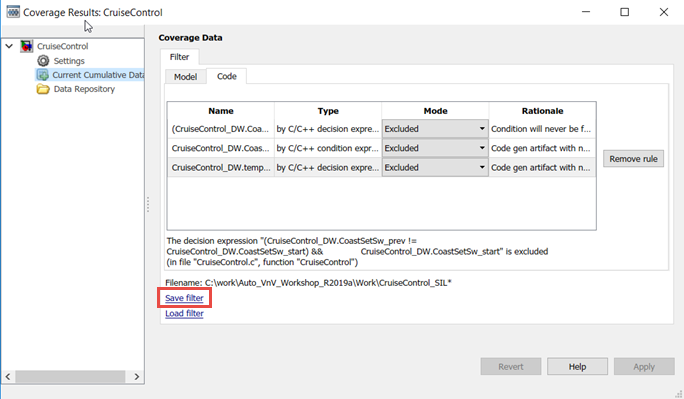 Coverage Results: CruiseControl
CruiseControl
Settings
Current Cumulative Data
Data Repository
Coverage Data
Filter
Model Code
Name Type Mode Rationale
(CruiseControl_DW.Coa... by C/C++ decision expre... Excluded Condition will never be f...
CruiseControl_DW.Coas... by C/C++ condition expr... Excluded Code gen artifact with n...
CruiseControl_DW.temp... by C/C++ decision expre... Excluded Code gen artifact with n...
Remove rule
The decision expression "(CruiseControl_DW.CoastSetSw_prev !=
CruiseControl_DW.CoastSetSw_start) && CruiseControl_DW.CoastSetSw_start" is excluded
(in file "CruiseControl.c", function "CruiseControl")
Filename: C:\work\Auto_VnV_Workshop_R2019a\Work\CruiseControl_SIL*
Save filter
Load filter
Revert Help Apply